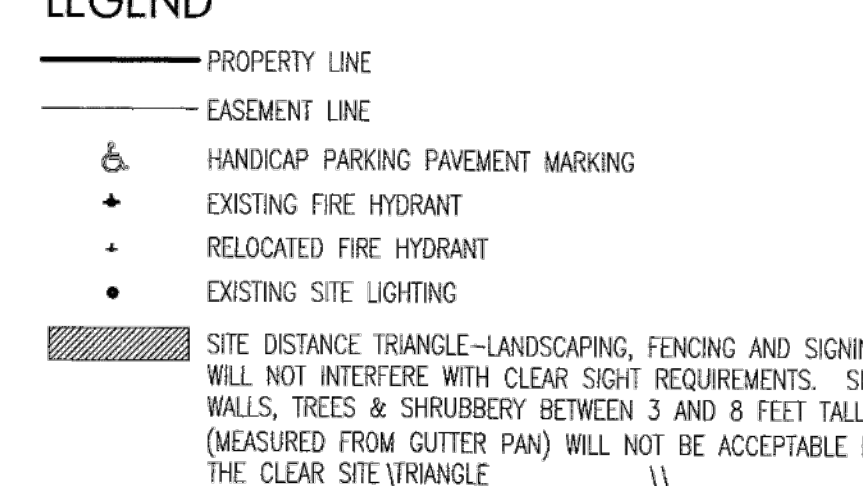 LEGEND
PROPERTY LINE
EASEMENT LINE
HANDICAP PARKING PAVEMENT MARKING
EXISTING FIRE HYDRANT
RELOCATED FIRE HYDRANT
EXISTING SITE LIGHTING
SITE DISTANCE TRIANGLE-LANDSCAPING, FENCING AND
WILL NOT INTERFERE WITH CLEAR SIGHT REQUIREMENTS.
WALLS, TREES & SHRUBBERY BETWEEN 3 AND 8 FEET TALL
(MEASURED FROM GUTTER PAN) WILL NOT BE ACCEPTABLE
THE CLEAR SITE TRIANGLE